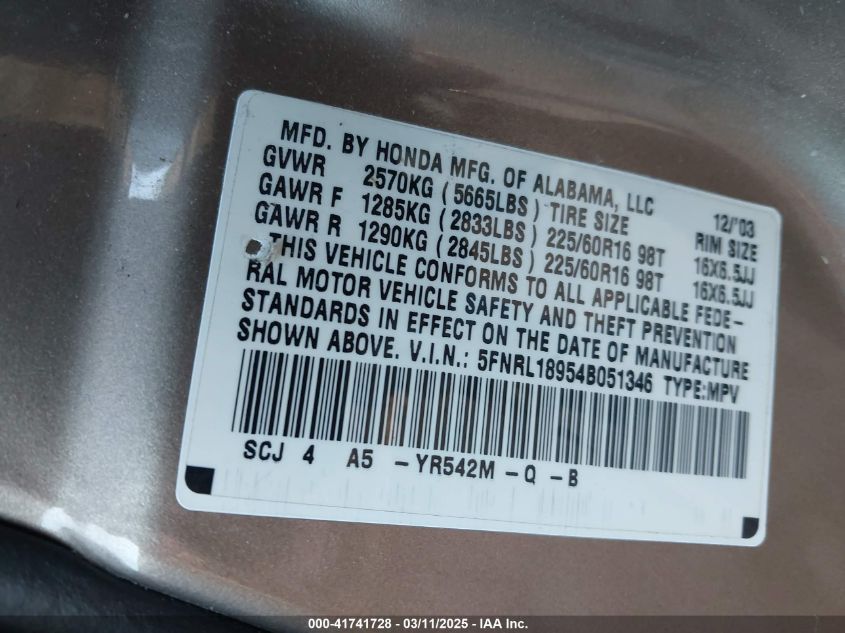 MFD. BY HONDA MFG. OF ALABAMA, LLC 12/'03
GVWR 2570KG ( 5665LBS ) TIRE SIZE RIM SIZE
GAWR F 1285KG ( 2833LBS ) 225/60R16 98T 16X6.5JJ
GAWR R 1290KG ( 2845LBS ) 225/60R16 98T 16X6.5JJ
THIS VEHICLE CONFORMS TO ALL APPLICABLE FEDE-
RAL MOTOR VEHICLE SAFETY AND THEFT PREVENTION
STANDARDS IN EFFECT ON THE DATE OF MANUFACTURE
SHOWN ABOVE. V.I.N.: 5FNRL18954B051346 TYPE:MPV
SCJ 4 A5 -YR542M -Q -B
000-41741728 - 03/11/2025 - IAA